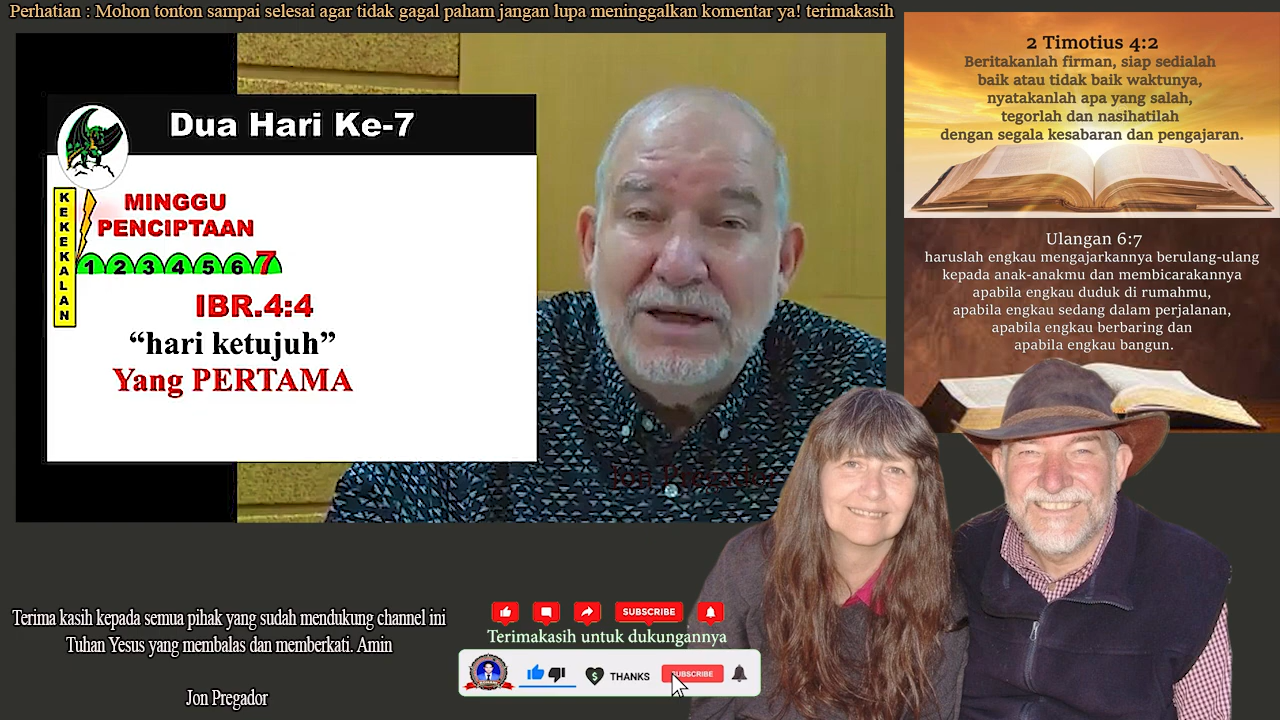 Perhatian : Mohon tonton sampai selesai agar tidak gagal paham jangan lupa meninggalkan komentar ya! terimakasih
Dua Hari Ke-7
KEKEKALAN
MINGGU
PENCIPTAAN
1 2 3 4 5 6 7
IBR.4:4
“hari ketujuh”
Yang PERTAMA
Jon Pregador
2 Timotius 4:2
Beritakanlah firman, siap sedialah
baik atau tidak baik waktunya,
nyatakanlah apa yang salah,
tegorlah dan nasihatilah
dengan segala kesabaran dan pengajaran.
Ulangan 6:7
haruslah engkau mengajarkannya berulang-ulang
kepada anak-anakmu dan membicarakannya
apabila engkau duduk di rumahmu,
apabila engkau sedang dalam perjalanan,
apabila engkau berbaring dan
apabila engkau bangun.
Terima kasih kepada semua pihak yang sudah mendukung channel ini
Tuhan Yesus yang membalas dan memberkati. Amin
Jon Pregador
SUBSCRIBE
Terimakasih untuk dukungannya
THANKS
SUBSCRIBE